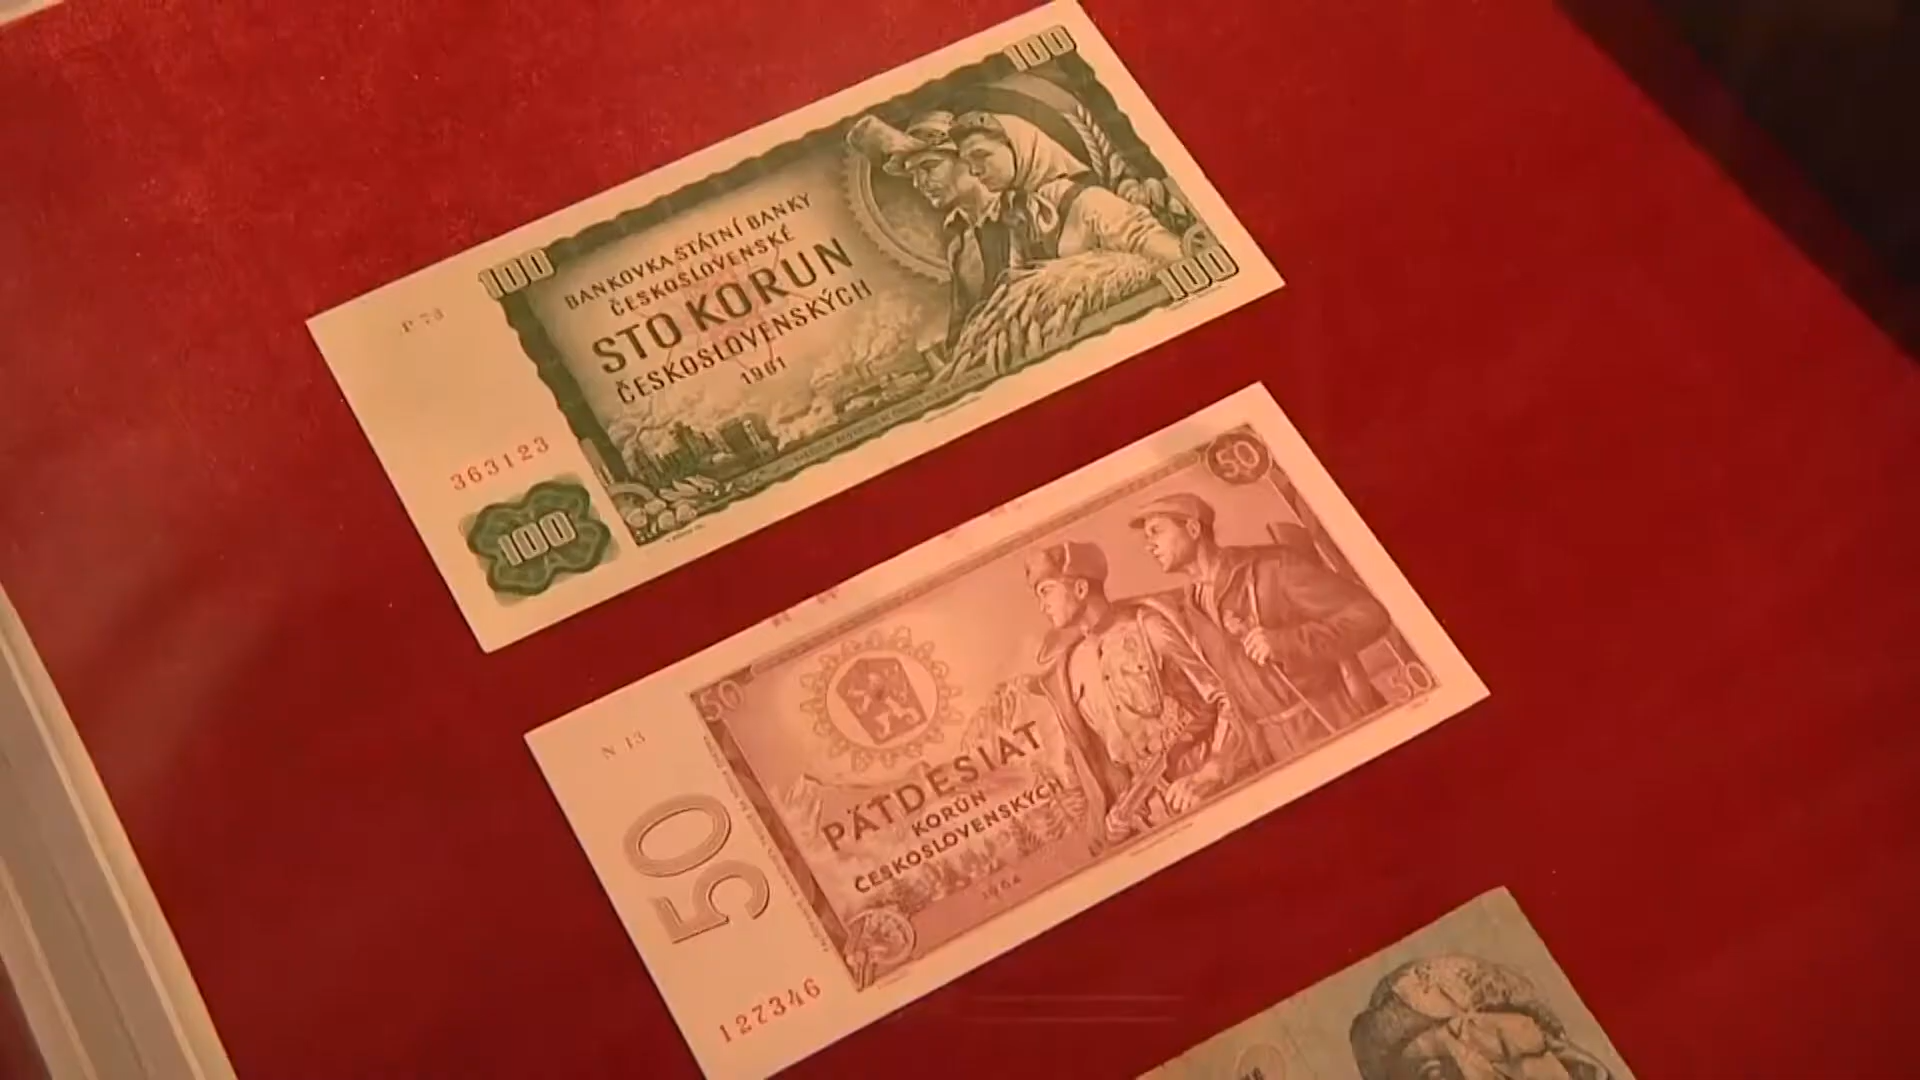 100
100
P 73
BANKOVKA STÁTNÍ BANKY
ČESKOSLOVENSKÉ
STO KORUN
ČESKOSLOVENSKÝCH
1961
100
363123
100
50
50
N 13
PÄTDESIAT
KORÚN
ČESKOSLOVENSKÝCH
1964
50
50
127346